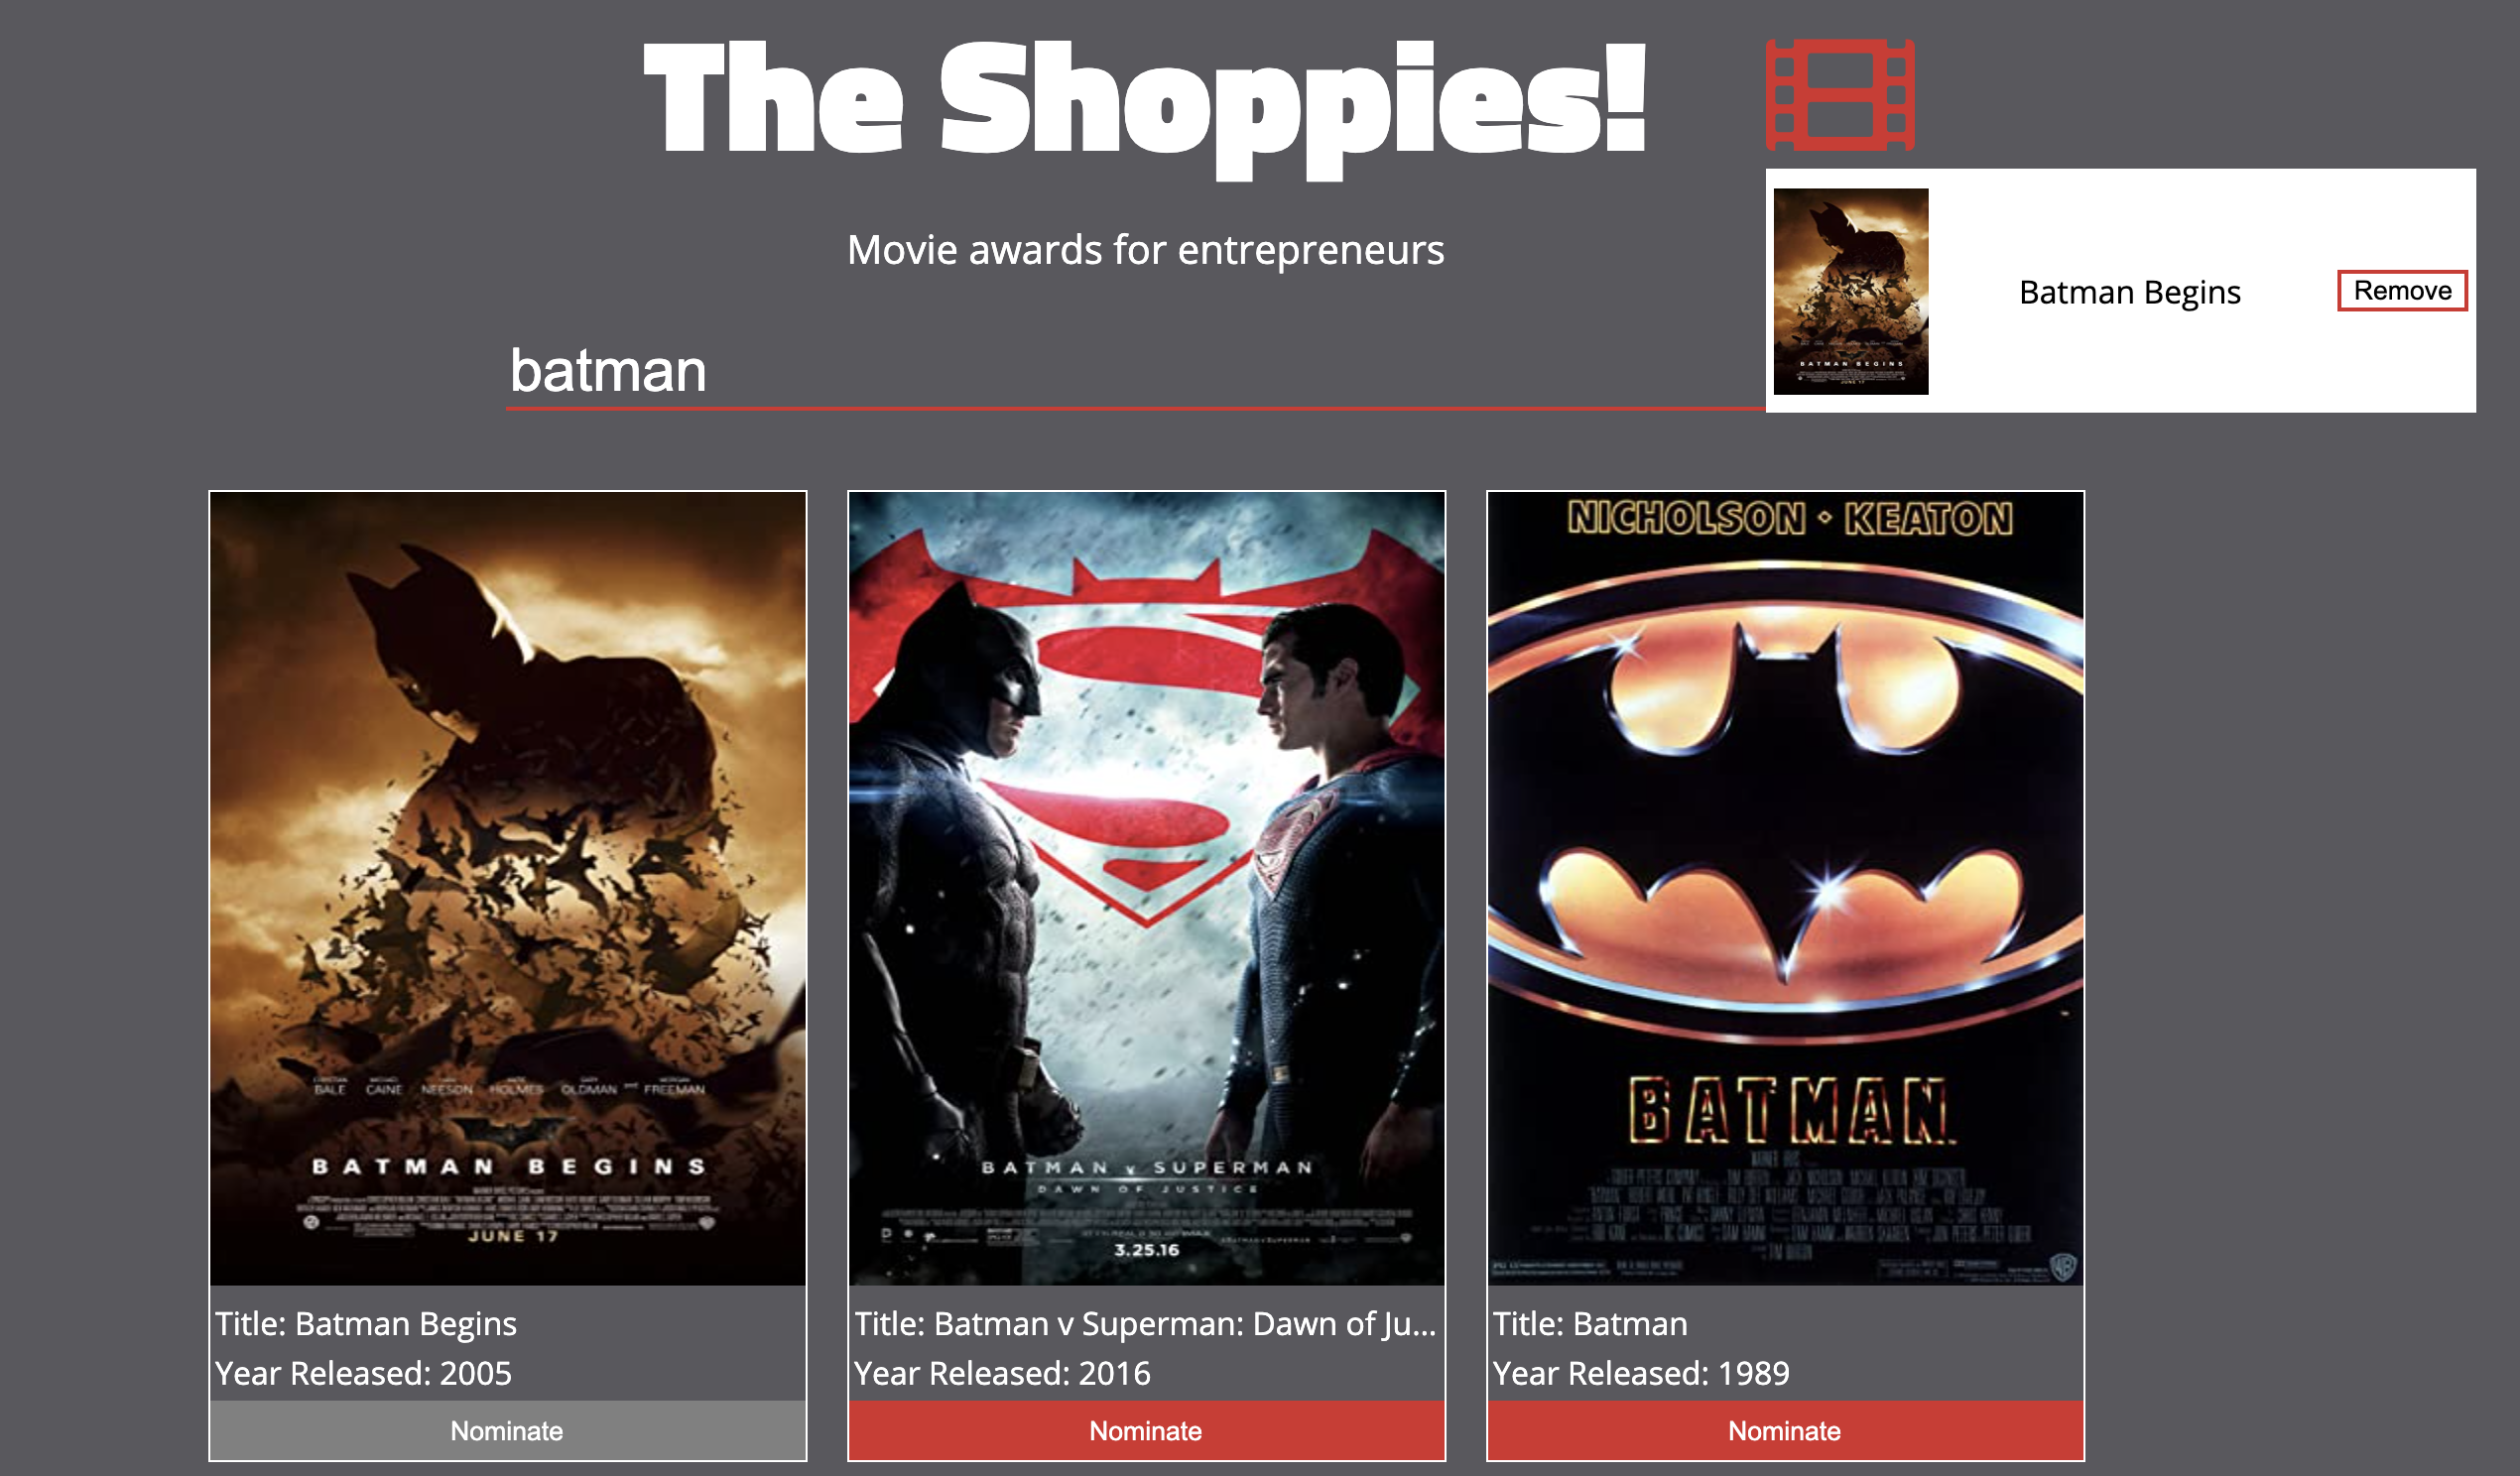 The Shoppies!
Movie awards for entrepreneurs
BATMAN BEGINS
Batman Begins
Remove
batman
BALE CAINE NEESON HOLMES OLDMAN FREEMAN
BATMAN BEGINS
JUNE 17
Title: Batman Begins
Year Released: 2005
Nominate
BATMAN v SUPERMAN
DAWN OF JUSTICE
3.25.16
Title: Batman v Superman: Dawn of Ju...
Year Released: 2016
Nominate
NICHOLSON • KEATON
BATMAN
Title: Batman
Year Released: 1989
Nominate